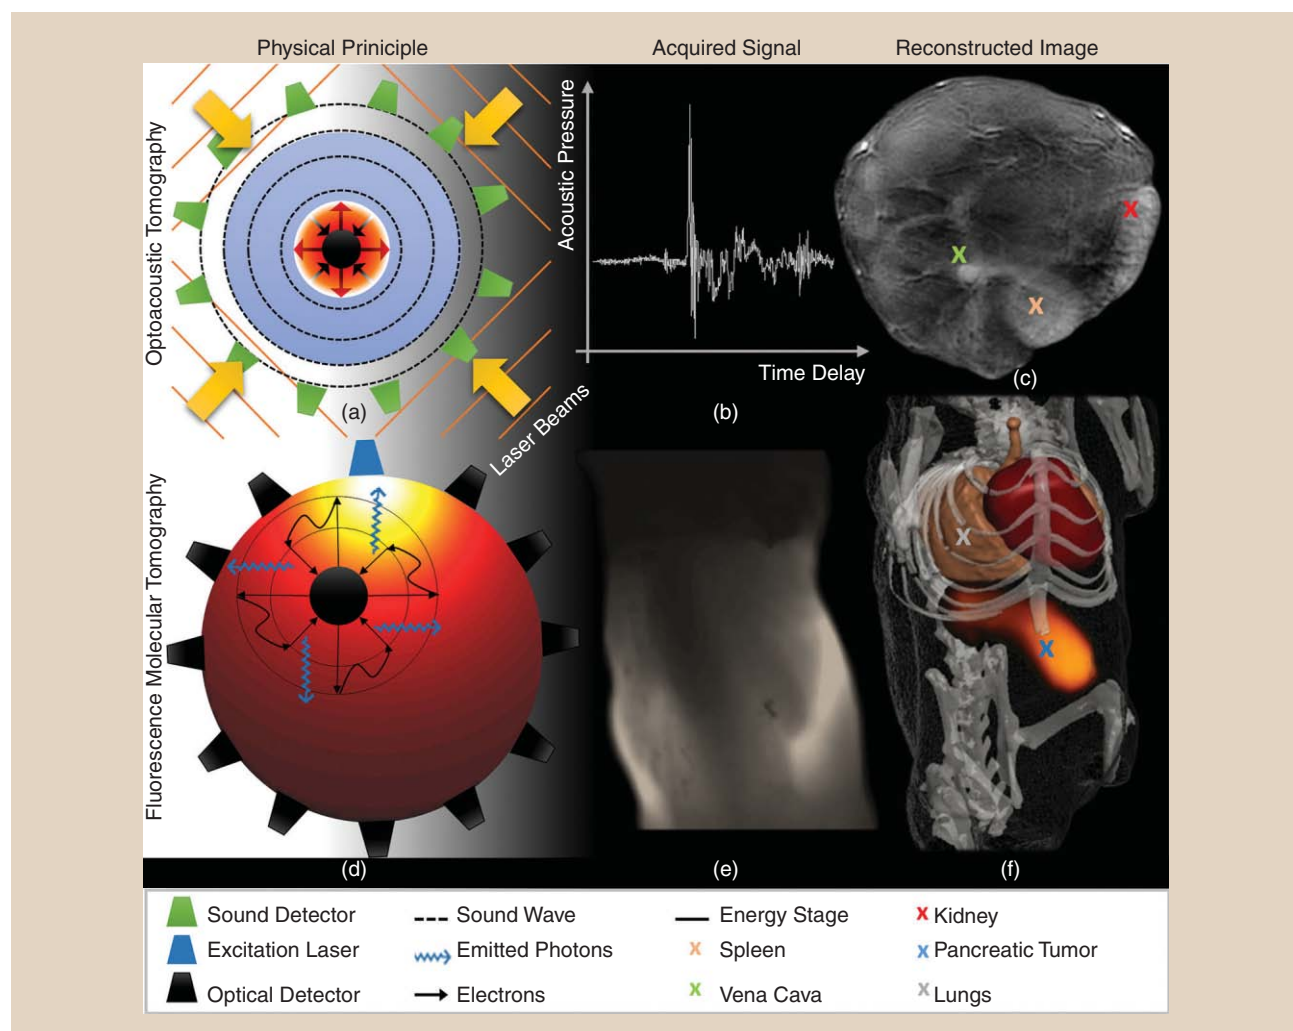 Physical Priniciple
Acquired Signal
Reconstructed Image
Optoacoustic Tomography
Acoustic Pressure
Time Delay
Laser Beams
(a)
(b)
(c)
Fluorescence Molecular Tomography
(d)
(e)
(f)
X
X
X
X
X
Sound Detector
Sound Wave
Energy Stage
X Kidney
Excitation Laser
Emitted Photons
X Spleen
X Pancreatic Tumor
Optical Detector
Electrons
X Vena Cava
X Lungs